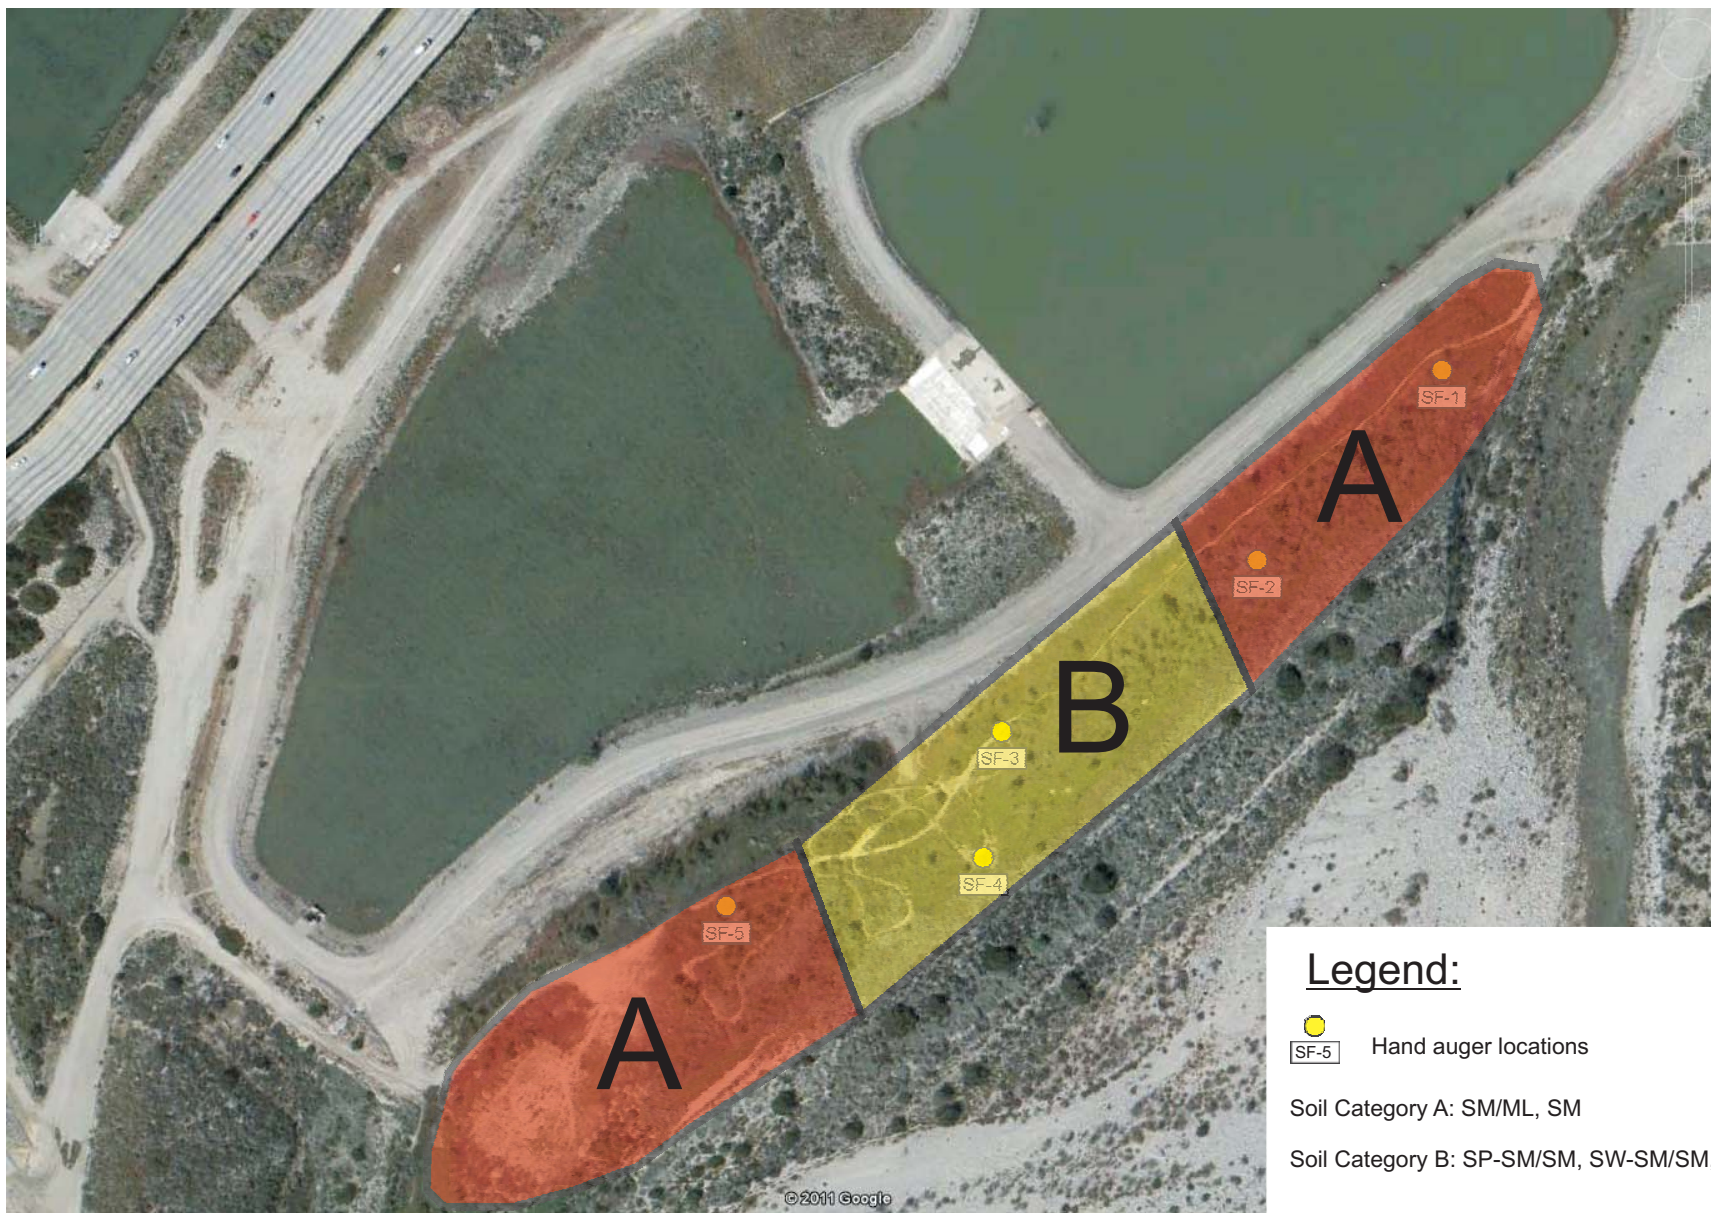 SF-1
A
SF-2
B
SF-3
SF-4
SF-5
A
Legend:
SF-5 Hand auger locations
Soil Category A: SM/ML, SM
Soil Category B: SP-SM/SM, SW-SM/SM
© 2011 Google